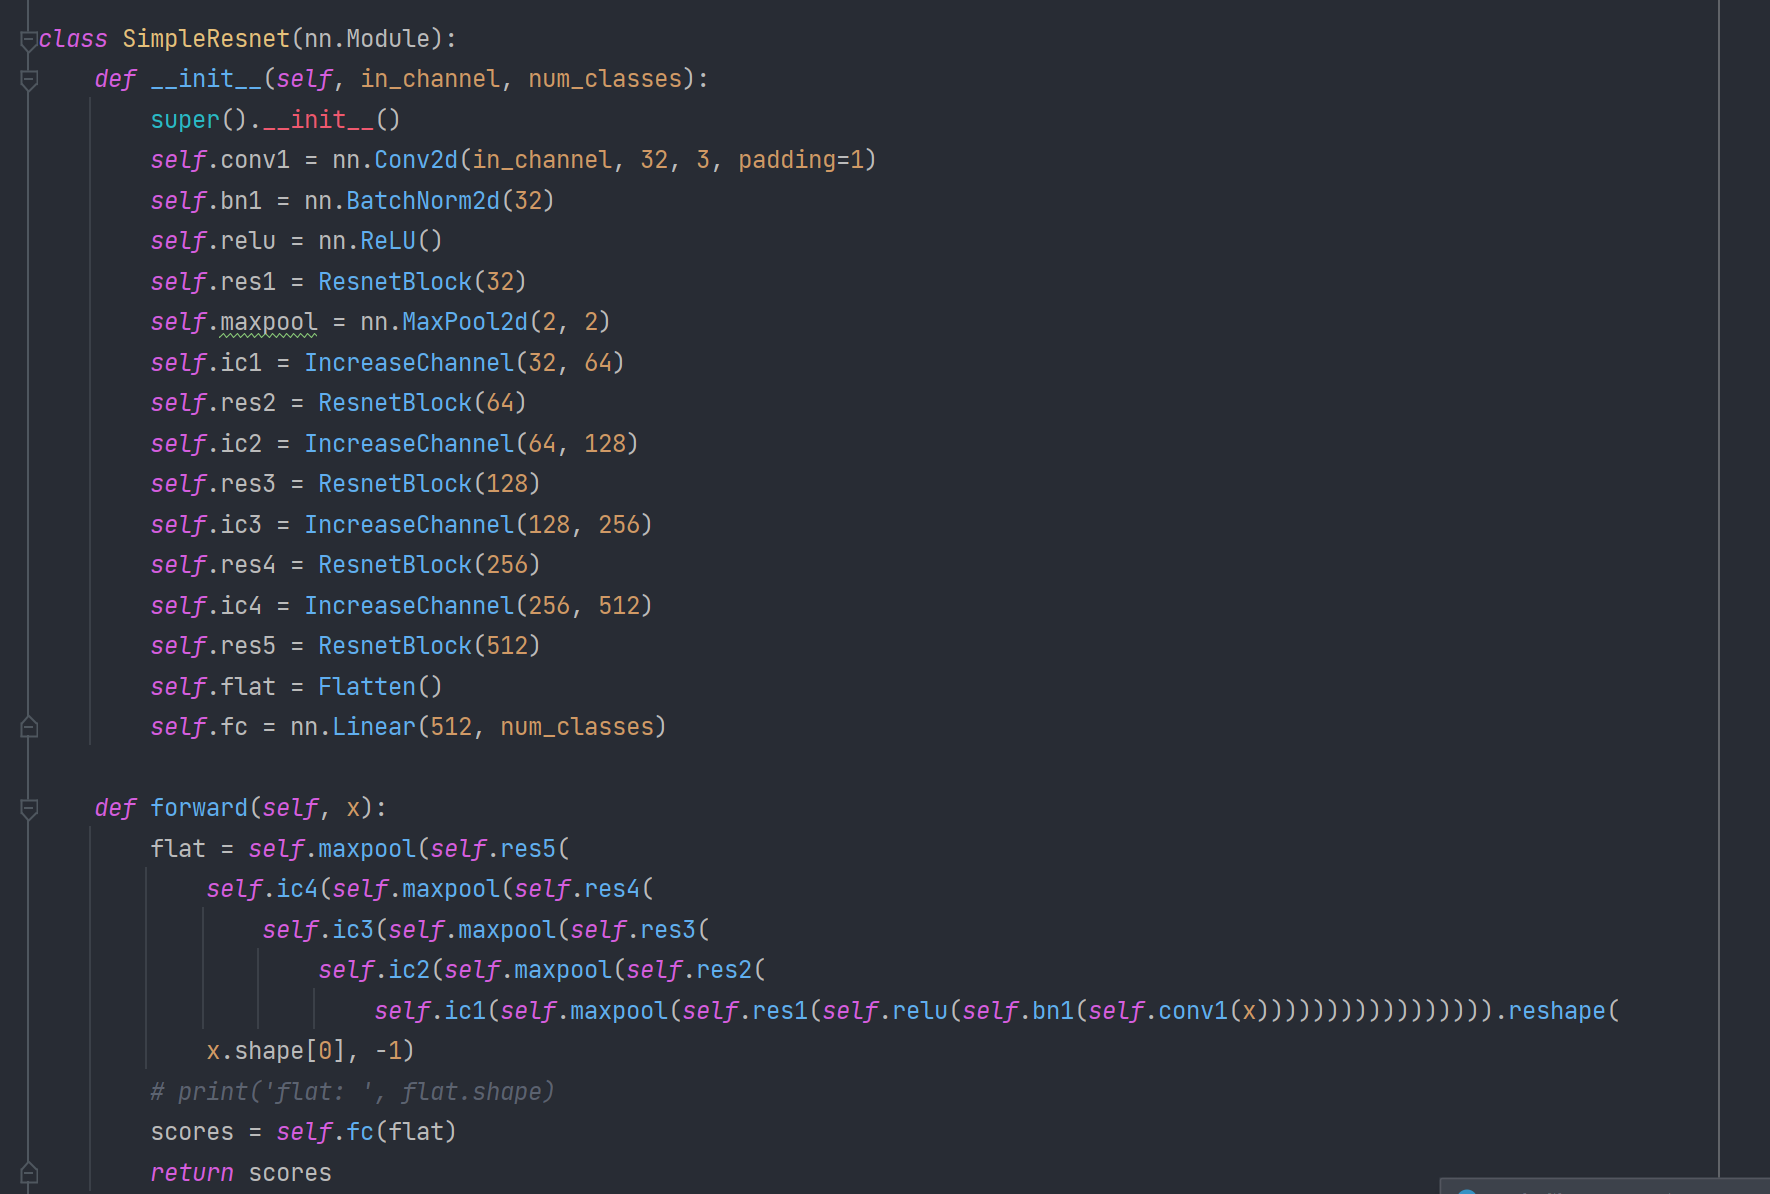 class SimpleResnet(nn.Module):
    def __init__(self, in_channel, num_classes):
        super().__init__()
        self.conv1 = nn.Conv2d(in_channel, 32, 3, padding=1)
        self.bn1 = nn.BatchNorm2d(32)
        self.relu = nn.ReLU()
        self.res1 = ResnetBlock(32)
        self.maxpool = nn.MaxPool2d(2, 2)
        self.ic1 = IncreaseChannel(32, 64)
        self.res2 = ResnetBlock(64)
        self.ic2 = IncreaseChannel(64, 128)
        self.res3 = ResnetBlock(128)
        self.ic3 = IncreaseChannel(128, 256)
        self.res4 = ResnetBlock(256)
        self.ic4 = IncreaseChannel(256, 512)
        self.res5 = ResnetBlock(512)
        self.flat = Flatten()
        self.fc = nn.Linear(512, num_classes)

    def forward(self, x):
        flat = self.maxpool(self.res5(
            self.ic4(self.maxpool(self.res4(
                self.ic3(self.maxpool(self.res3(
                    self.ic2(self.maxpool(self.res2(
                        self.ic1(self.maxpool(self.res1(self.relu(self.bn1(self.conv1(x))))))))))))))))).reshape(
            x.shape[0], -1)
        # print('flat: ', flat.shape)
        scores = self.fc(flat)
        return scores